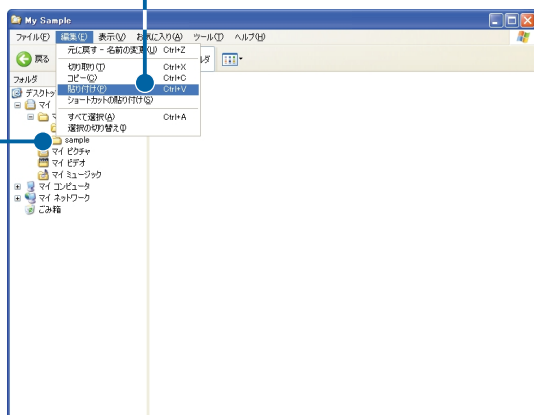 My Sample
ファイル(F) 編集(E) 表示(V) お気に入り(A) ツール(T) ヘルプ(H)
元に戻す - 名前の変更(U) Ctrl+Z
戻る
切り取り(T) Ctrl+X
コピー(C) Ctrl+C
貼り付け(P) Ctrl+V
ショートカットの貼り付け(S)
すべて選択(A) Ctrl+A
選択の切り替え(I)
フォルダ
デスクトッ
マイ
sample
マイ ピクチャ
マイ ビデオ
マイ ミュージック
マイ コンピュータ
マイ ネットワーク
ごみ箱